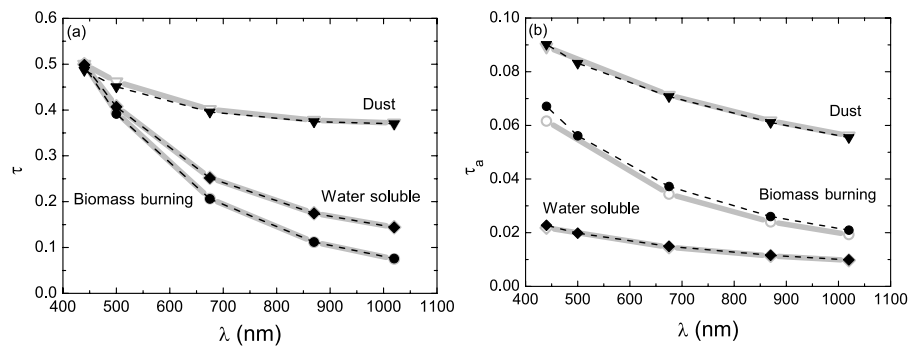 (a)
0.6
0.5
0.4
0.3
0.2
0.1
0.0
τ
Dust
Water soluble
Biomass burning
400 500 600 700 800 900 1000 1100
λ (nm)
(b)
0.10
0.08
0.06
0.04
0.02
0.00
τa
Dust
Biomass burning
Water soluble
400 500 600 700 800 900 1000 1100
λ (nm)